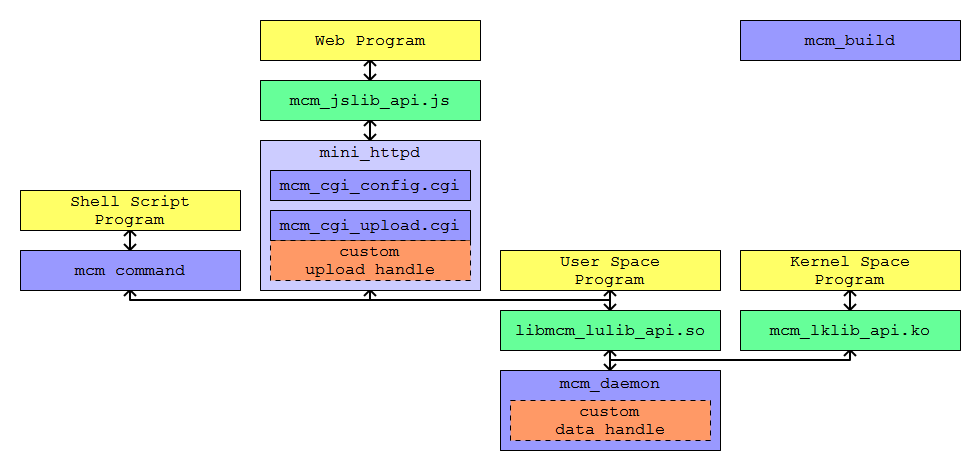 Web Program
mcm_build
mcm_jslib_api.js
mini_httpd
mcm_cgi_config.cgi
Shell Script
Program
mcm_cgi_upload.cgi
custom
upload handle
mcm command
User Space
Program
Kernel Space
Program
libmcm_lulib_api.so
mcm_lklib_api.ko
mcm_daemon
custom
data handle